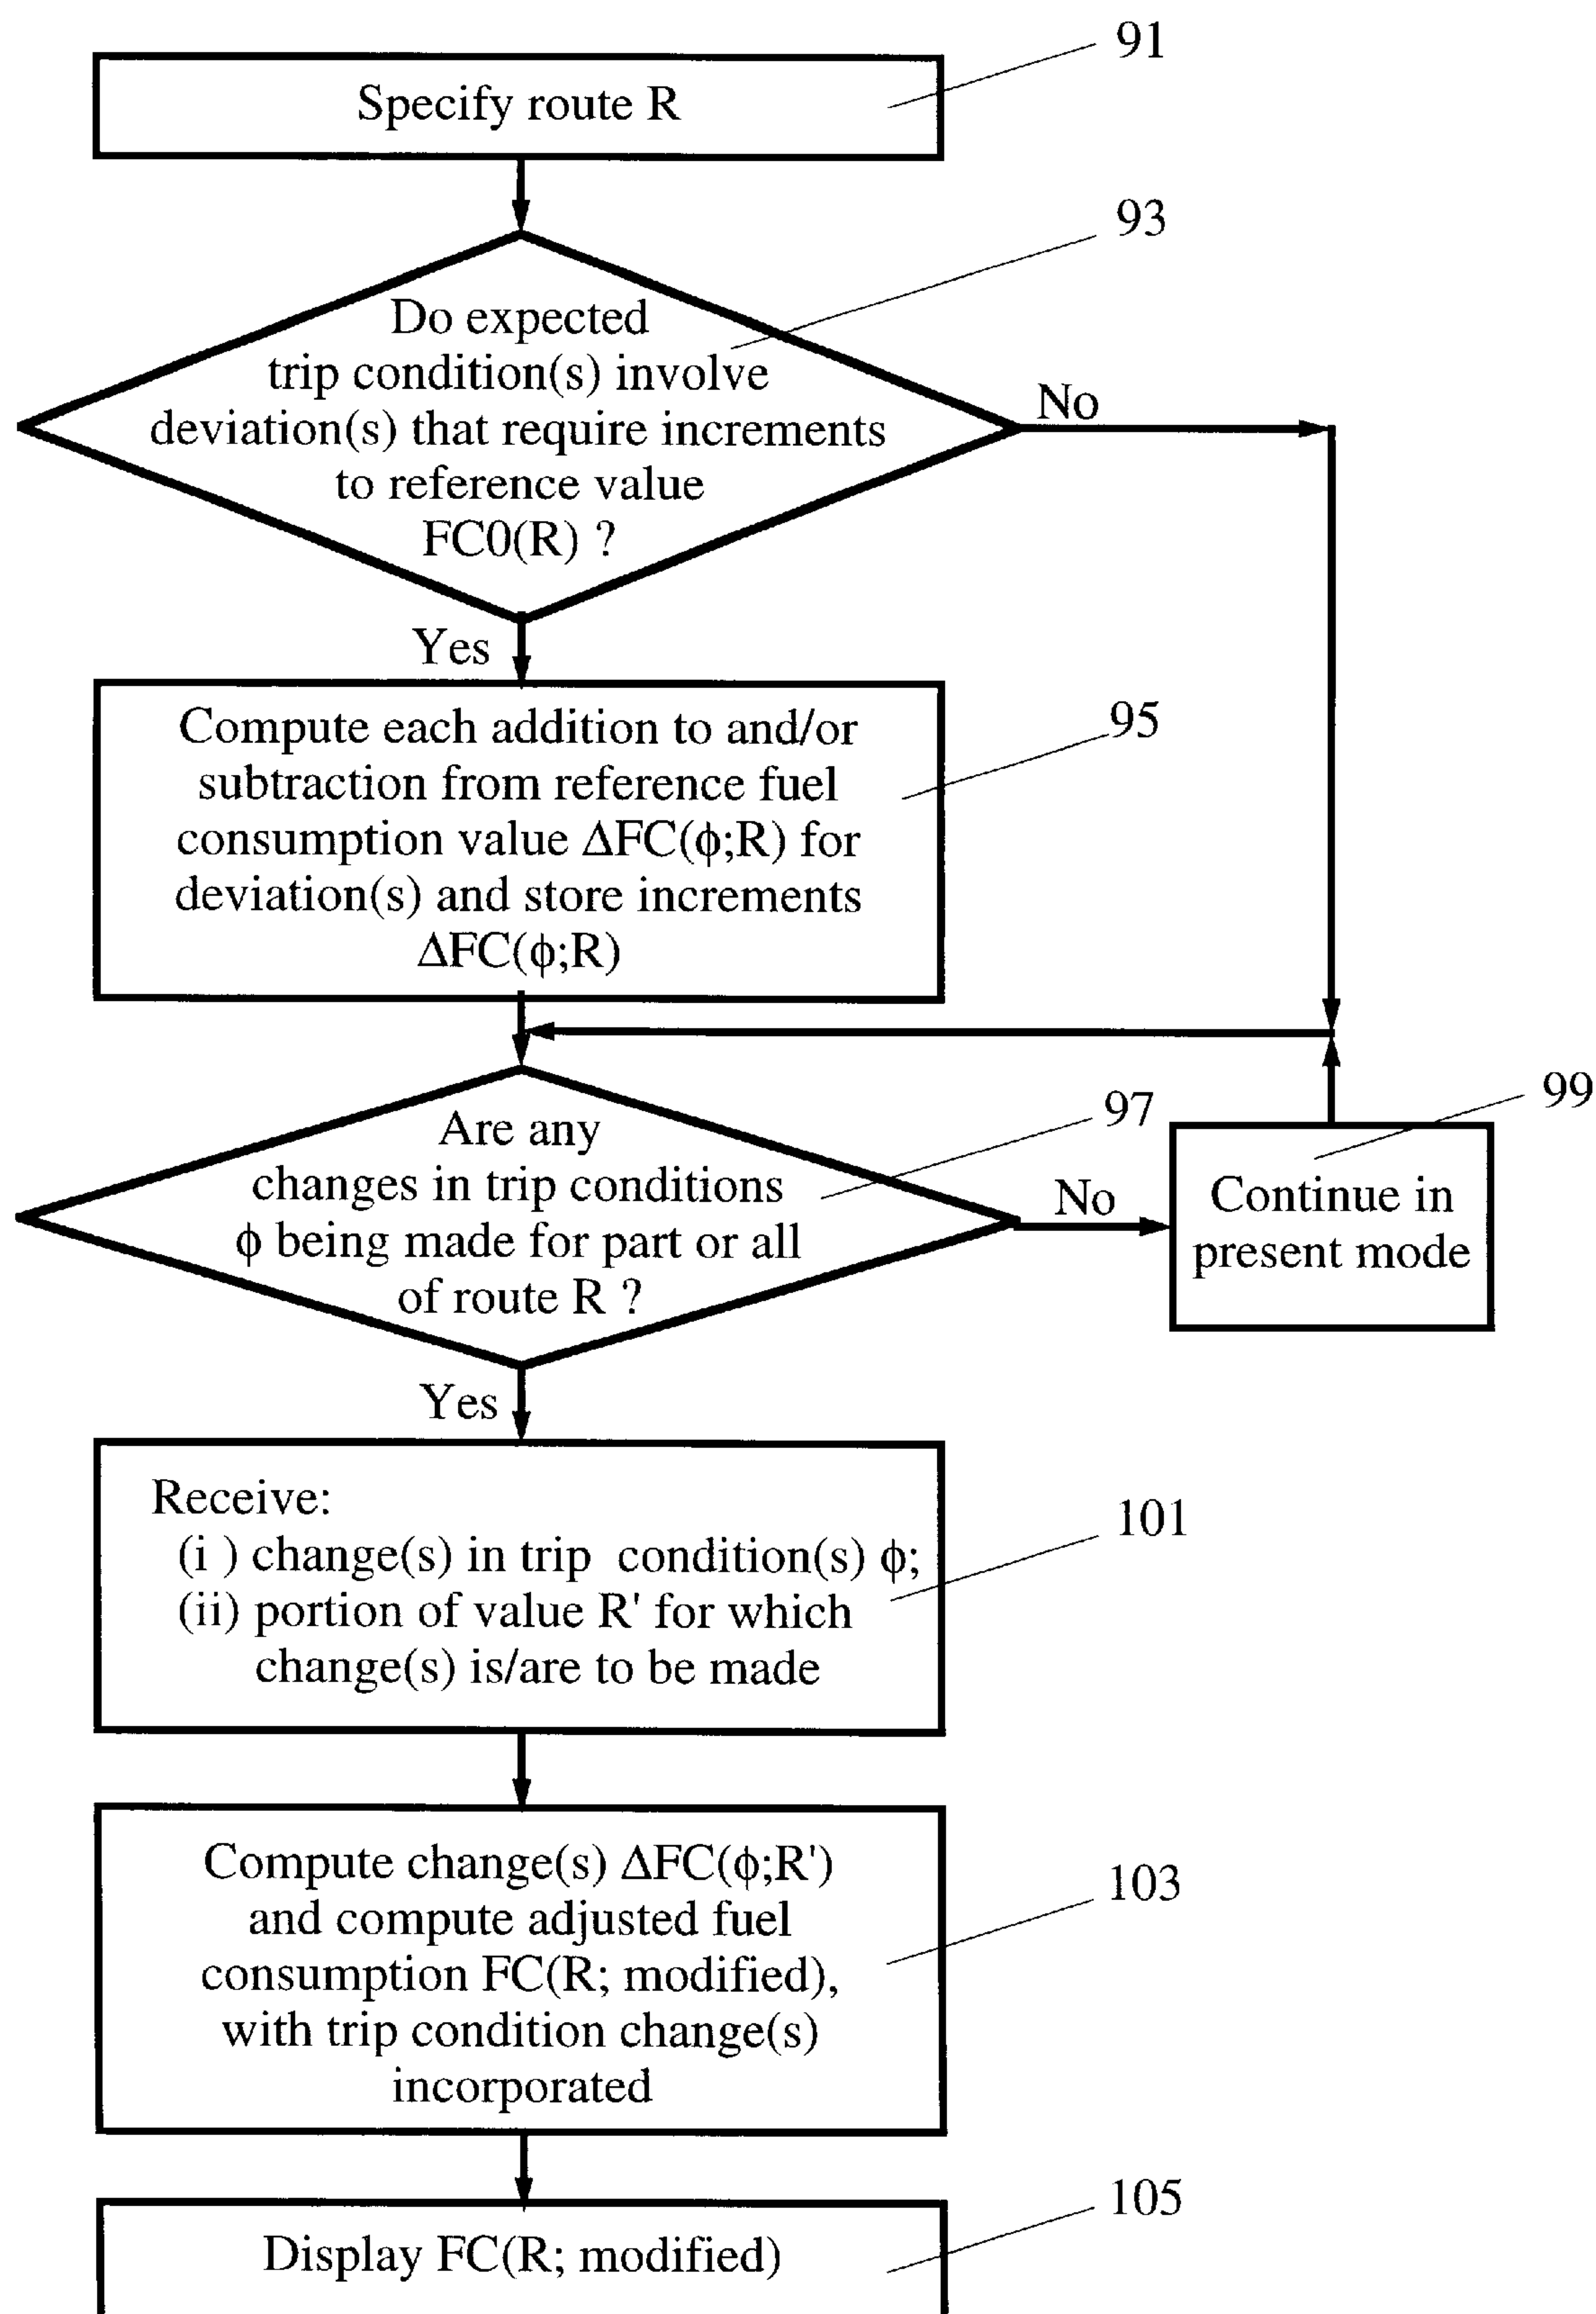 91
Specify route R
93
Do expected
trip condition(s) involve
deviation(s) that require increments
to reference value
FC0(R) ?
No
Yes
95
Compute each addition to and/or
subtraction from reference fuel
consumption value ΔFC(ϕ;R) for
deviation(s) and store increments
ΔFC(ϕ;R)
97
Are any
changes in trip conditions
ϕ being made for part or all
of route R ?
No
99
Continue in
present mode
Yes
101
Receive:
(i ) change(s) in trip condition(s) ϕ;
(ii) portion of value R' for which
change(s) is/are to be made
103
Compute change(s) ΔFC(ϕ;R')
and compute adjusted fuel
consumption FC(R; modified),
with trip condition change(s)
incorporated
105
Display FC(R; modified)